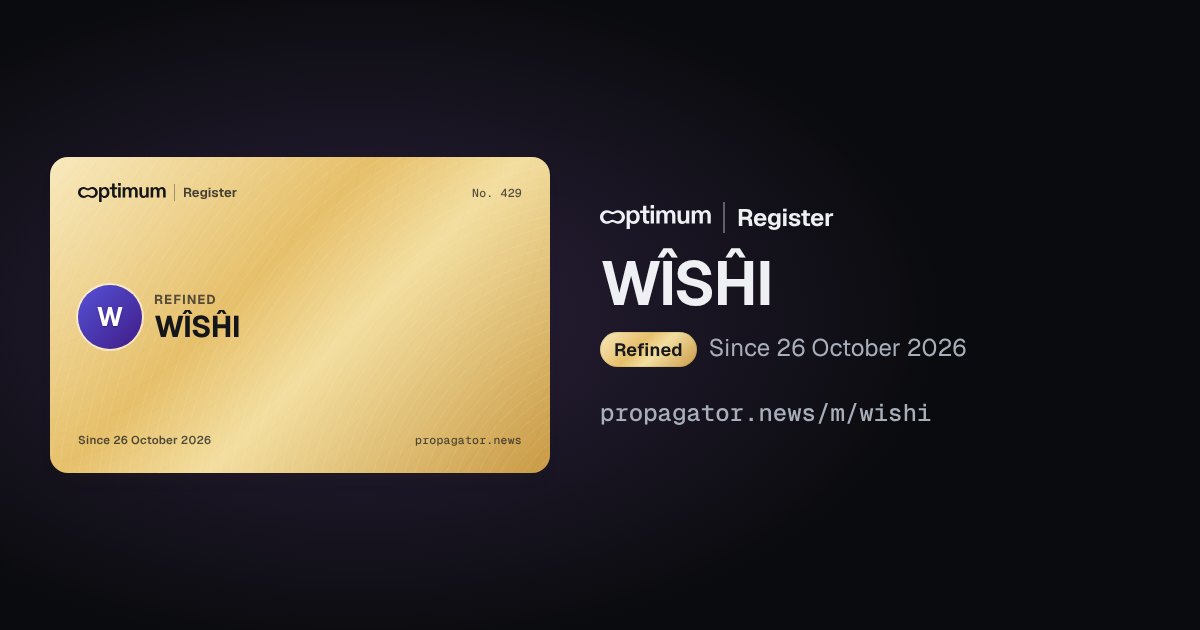 optimum | Register
No. 429
W
REFINED
WÎSĤI
Since 26 October 2026
propagator.news
optimum | Register
WÎSĤI
Refined Since 26 October 2026
propagator.news/m/wishi